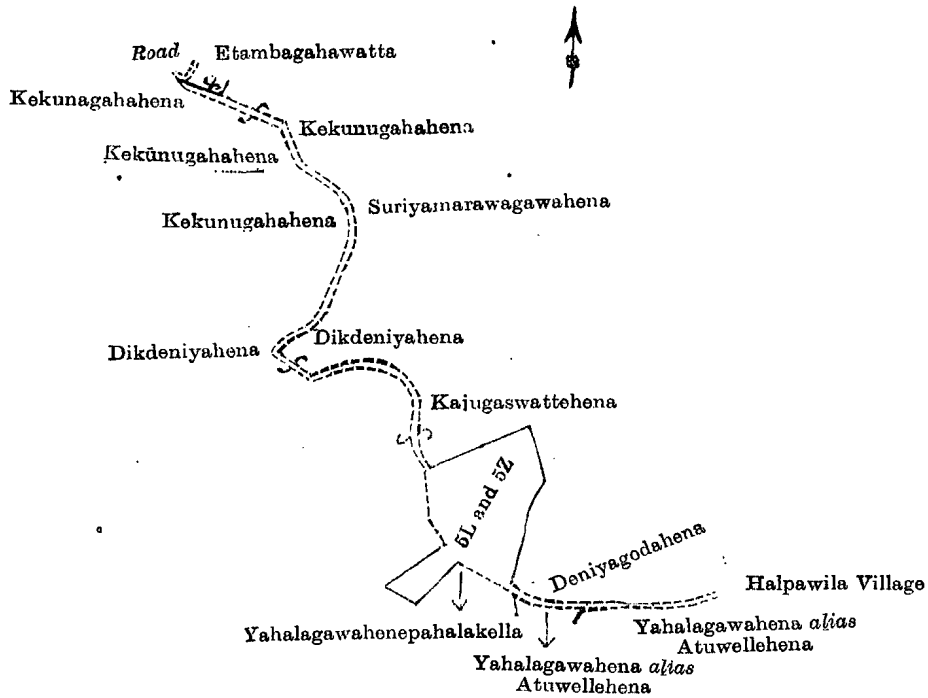 Road Etambagahawatta
Kekunagahahena
Kekunugahahena
Kekūnugahahena
Suriyamarawagawahena
Kekunugahahena
Dikdeniyahena
Dikdeniyahena
Kajugaswattehena
5L and 5Z
Deniyagodahena
Halpawila Village
Yahalagawahenepahalakella
Yahalagawahena alias
Atuwellehena
Yahalagawahena alias
Atuwellehena